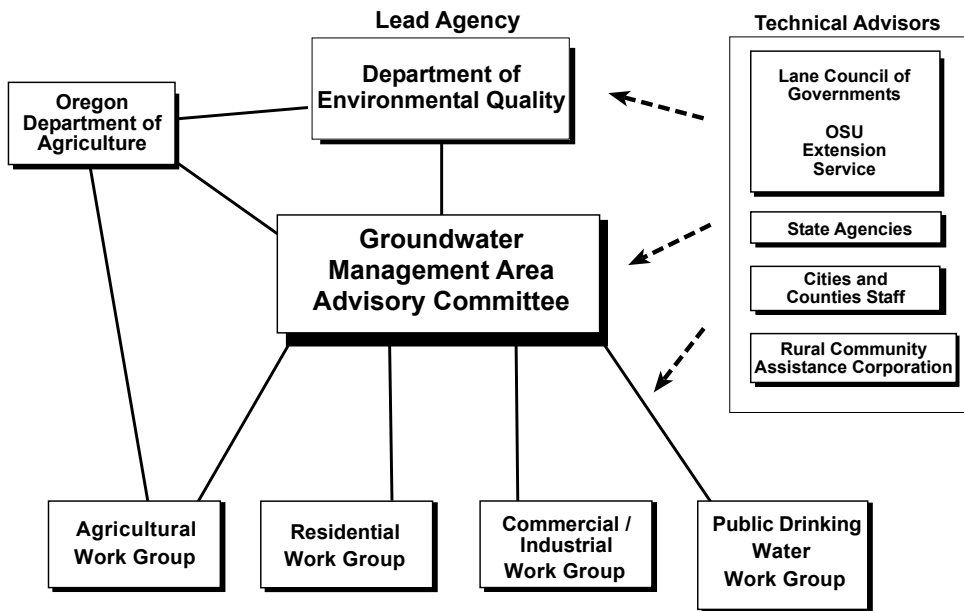 Lead Agency
Department of
Environmental Quality
Oregon
Department of
Agriculture
Groundwater
Management Area
Advisory Committee
Technical Advisors
Lane Council of
Governments
OSU
Extension
Service
State Agencies
Cities and
Counties Staff
Rural Community
Assistance Corporation
Agricultural
Work Group
Residential
Work Group
Commercial /
Industrial
Work Group
Public Drinking
Water
Work Group